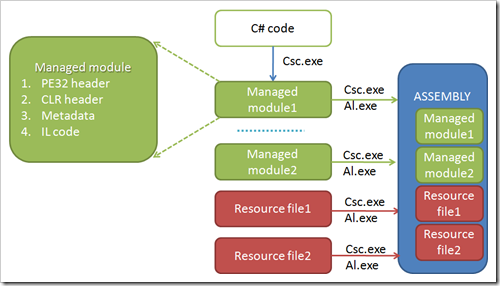 C# code
Csc.exe
Managed module
1. PE32 header
2. CLR header
3. Metadata
4. IL code
Managed
module1
Csc.exe
Al.exe
Managed
module2
Csc.exe
Al.exe
Resource file1
Csc.exe
Al.exe
Resource file2
Csc.exe
Al.exe
ASSEMBLY
Managed
module1
Managed
module2
Resource
file1
Resource
file2